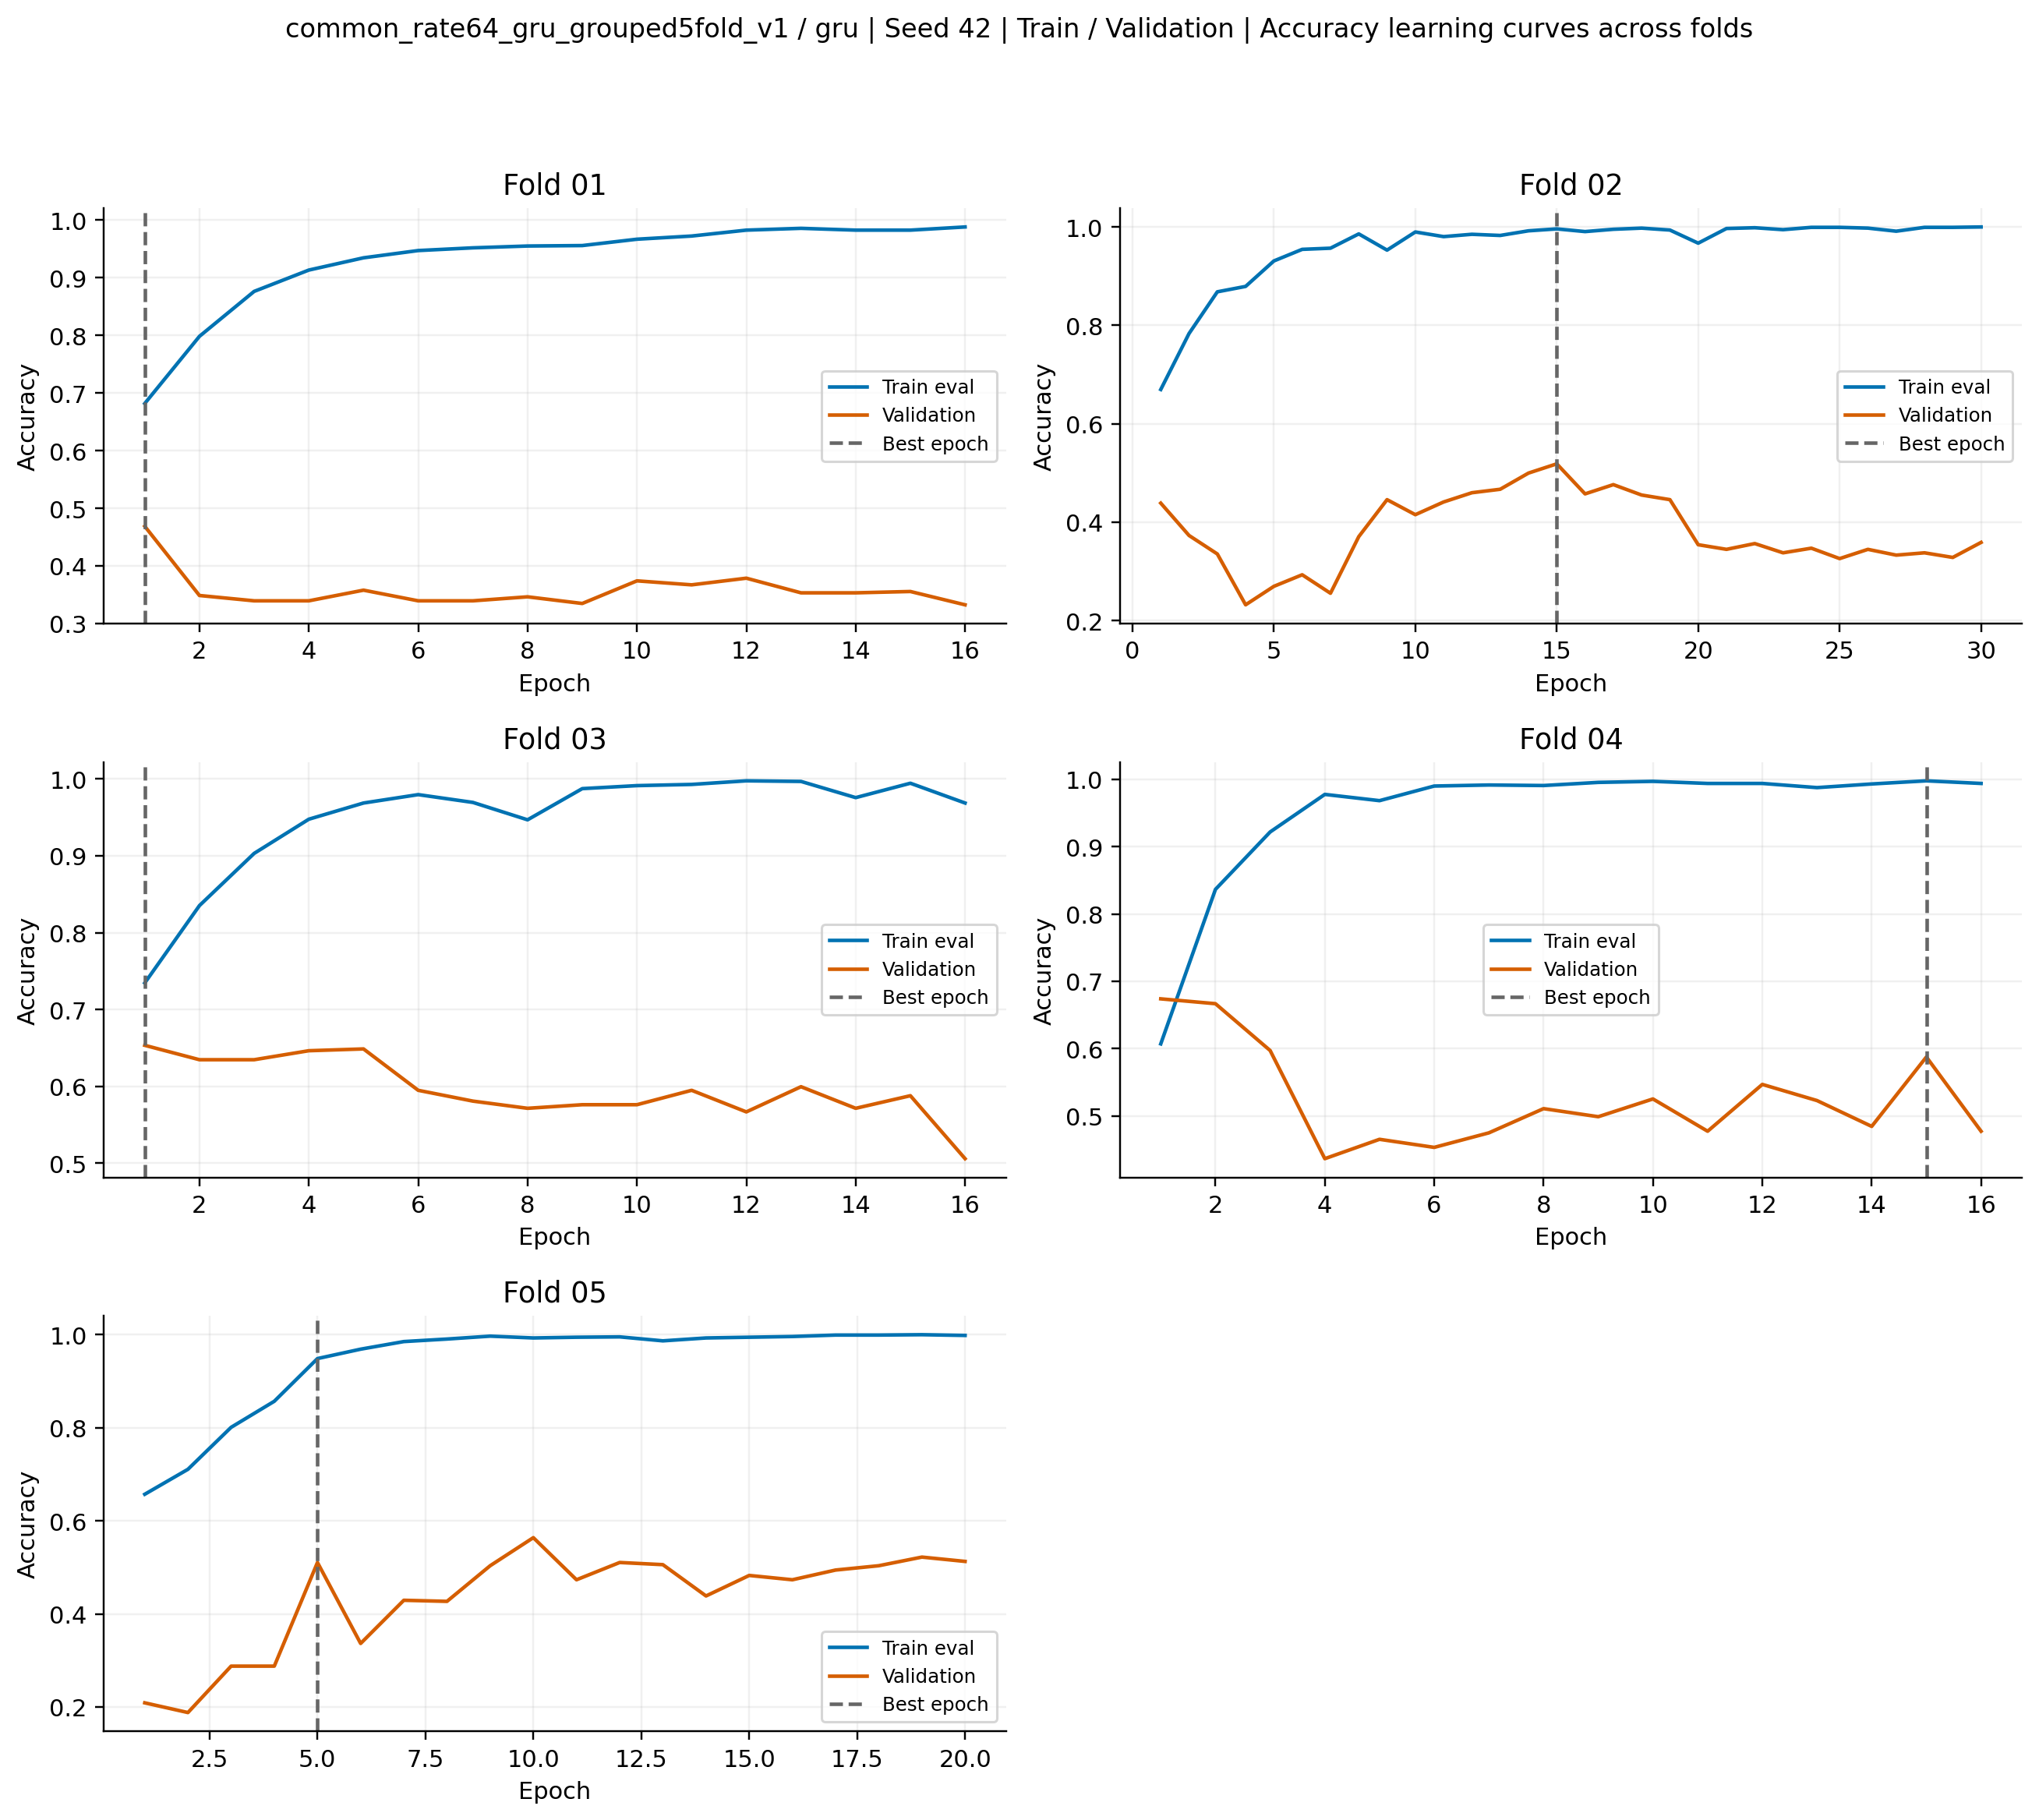 common_rate64_gru_grouped5fold_v1 / gru | Seed 42 | Train / Validation | Accuracy learning curves across folds
Fold 01
Accuracy
1.0
0.9
0.8
0.7
0.6
0.5
0.4
0.3
Train eval
Validation
Best epoch
2 4 6 8 10 12 14 16
Epoch
Fold 02
Accuracy
1.0
0.8
0.6
0.4
0.2
Train eval
Validation
Best epoch
0 5 10 15 20 25 30
Epoch
Fold 03
Accuracy
1.0
0.9
0.8
0.7
0.6
0.5
Train eval
Validation
Best epoch
2 4 6 8 10 12 14 16
Epoch
Fold 04
Accuracy
1.0
0.9
0.8
0.7
0.6
0.5
Train eval
Validation
Best epoch
2 4 6 8 10 12 14 16
Epoch
Fold 05
Accuracy
1.0
0.8
0.6
0.4
0.2
Train eval
Validation
Best epoch
2.5 5.0 7.5 10.0 12.5 15.0 17.5 20.0
Epoch